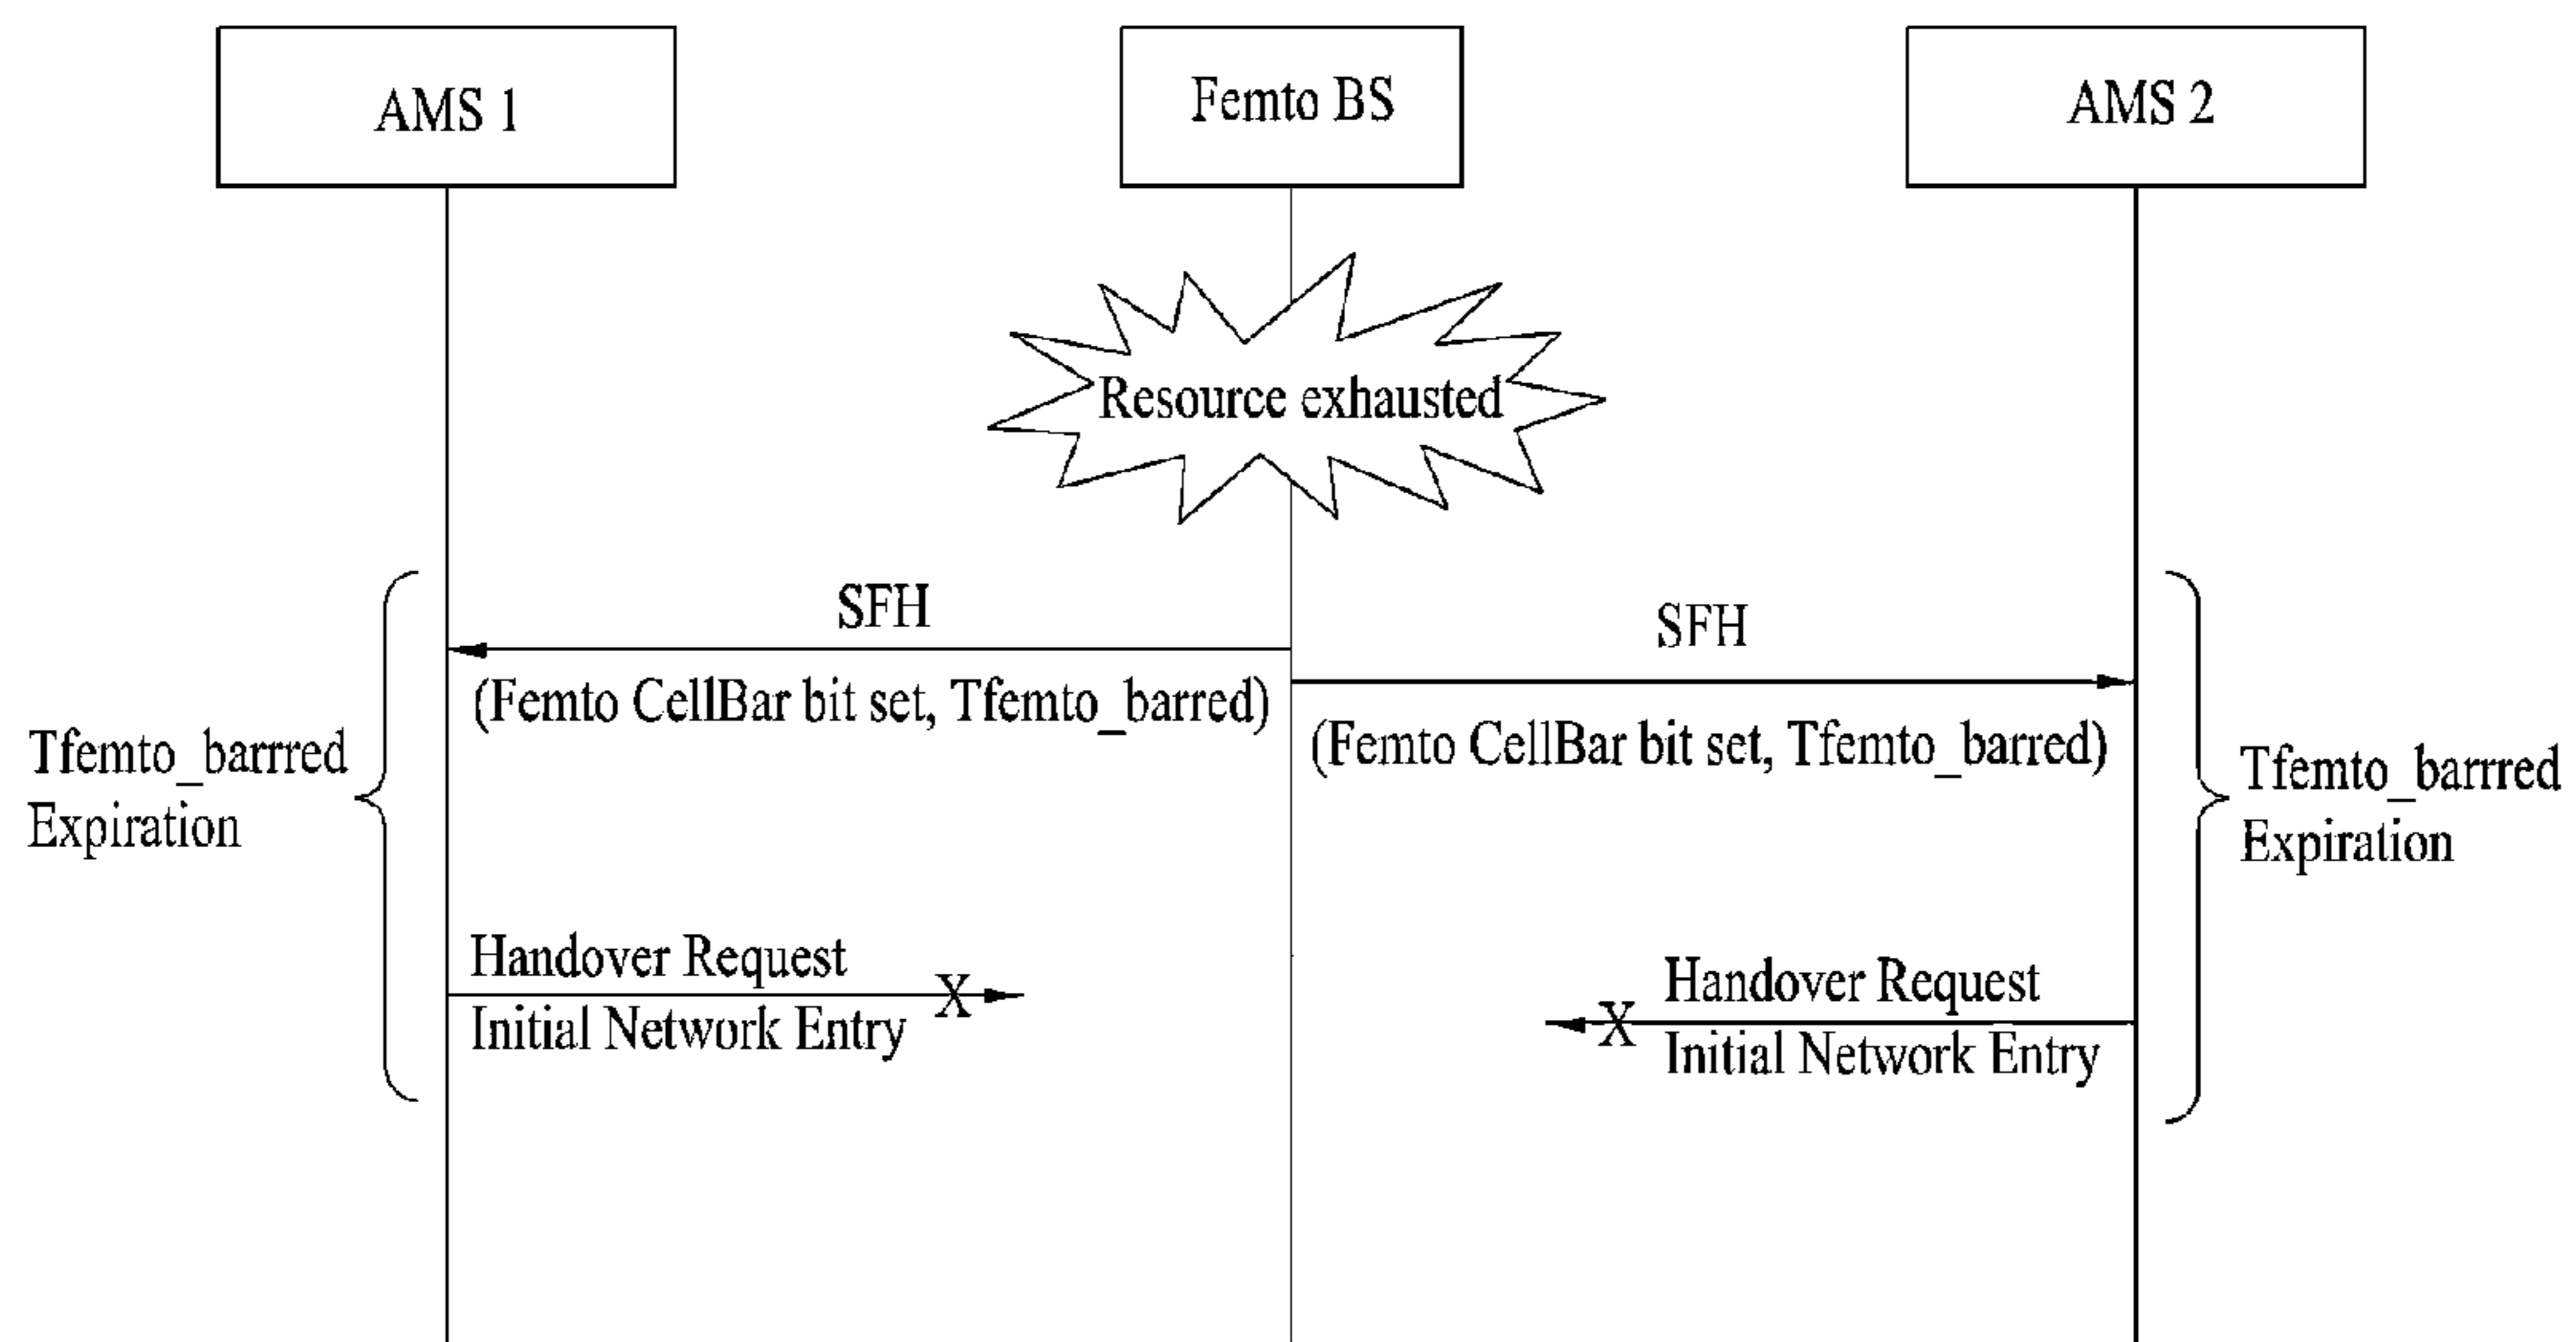 AMS 1
Femto BS
AMS 2
Resource exhausted
SFH
SFH
(Femto CellBar bit set, Tfemto_barred)
(Femto CellBar bit set, Tfemto_barred)
Tfemto_barrred
Expiration
Tfemto_barrred
Expiration
Handover Request
X
Initial Network Entry
Handover Request
X
Initial Network Entry